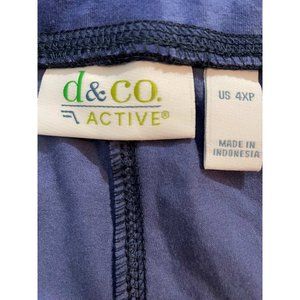 d&CO.
ACTIVE®
US 4XP
MADE IN
INDONESIA